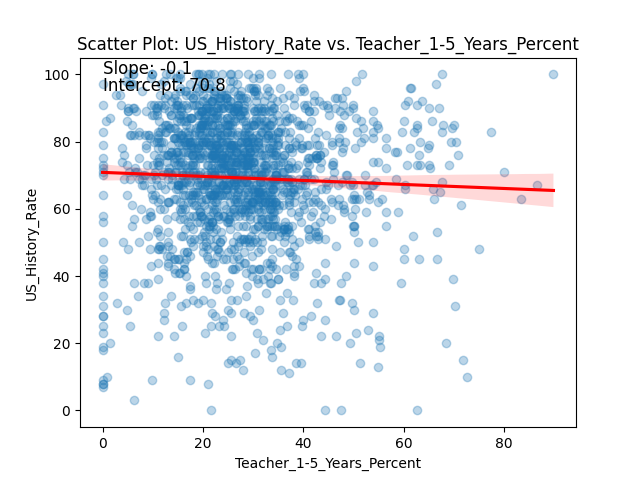 Scatter Plot: US_History_Rate vs. Teacher_1-5_Years_Percent
Slope: -0.1
Intercept: 70.8
100
80
60
40
20
0
US_History_Rate
0 20 40 60 80
Teacher_1-5_Years_Percent